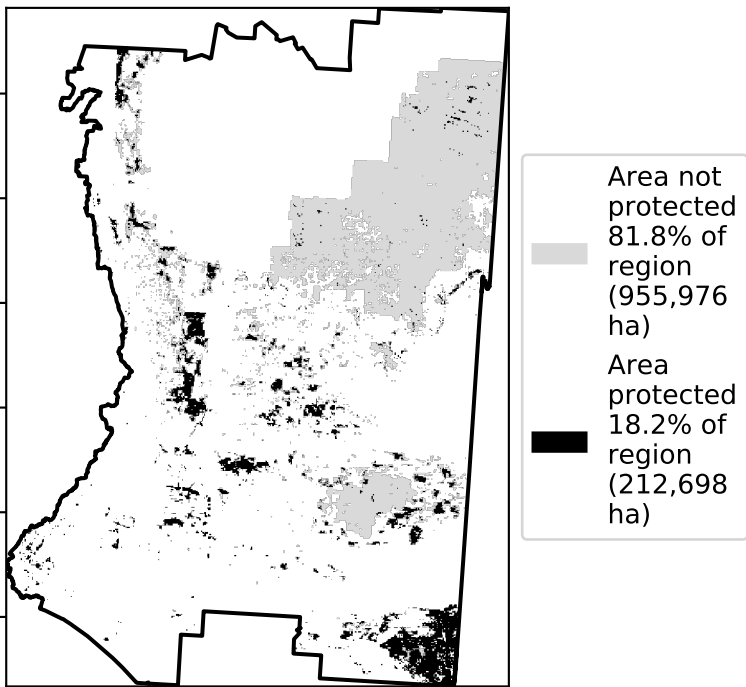 Area not
protected
81.8% of
region
(955,976
ha)
Area
protected
18.2% of
region
(212,698
ha)